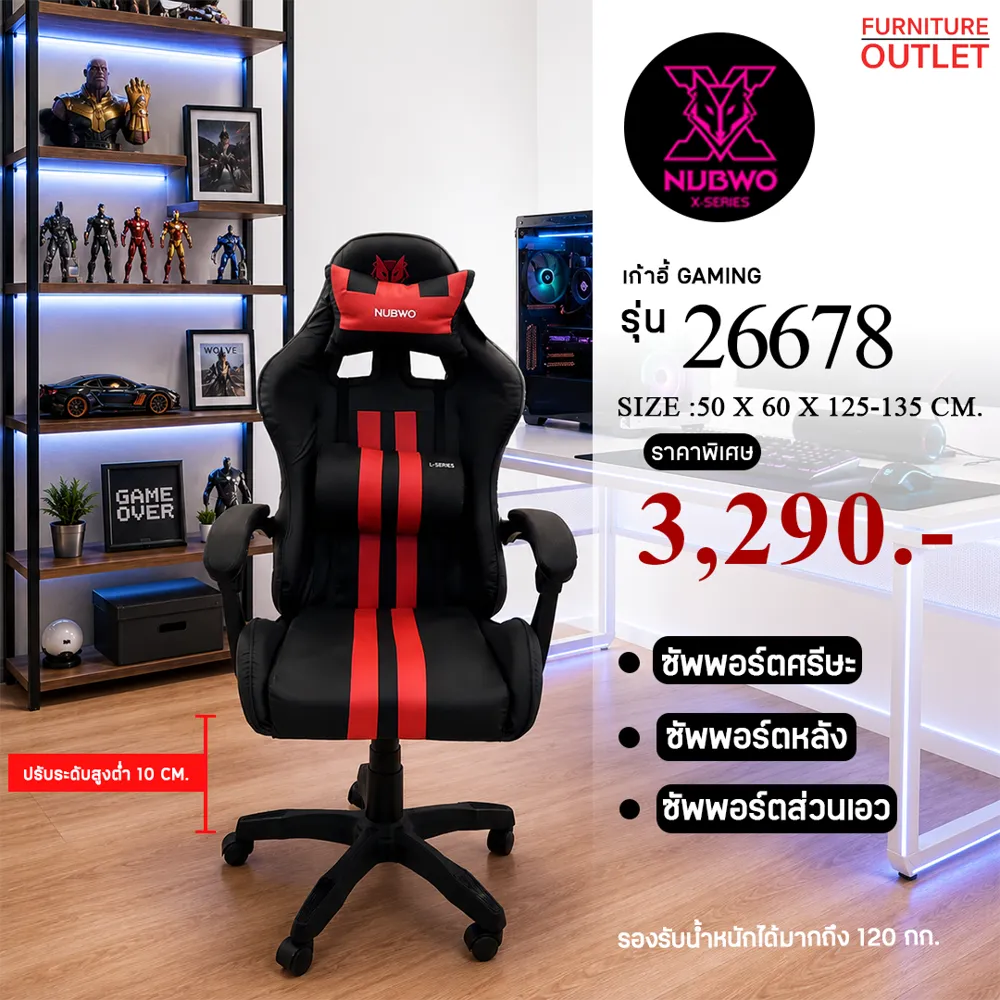 FURNITURE
OUTLET
NUBWO
X-SERIES
เก้าอี้ GAMING
รุ่น 26678
SIZE :50 X 60 X 125-135 CM.
ราคาพิเศษ
3,290.-
ซัพพอร์ตศรีษะ
ซัพพอร์ตหลัง
ซัพพอร์ตส่วนเอว
รองรับน้ำหนักได้มากถึง 120 กก.
ปรับระดับสูงต่ำ 10 CM.
NUBWO
L-SERIES
WOLVE
GAME
OVER